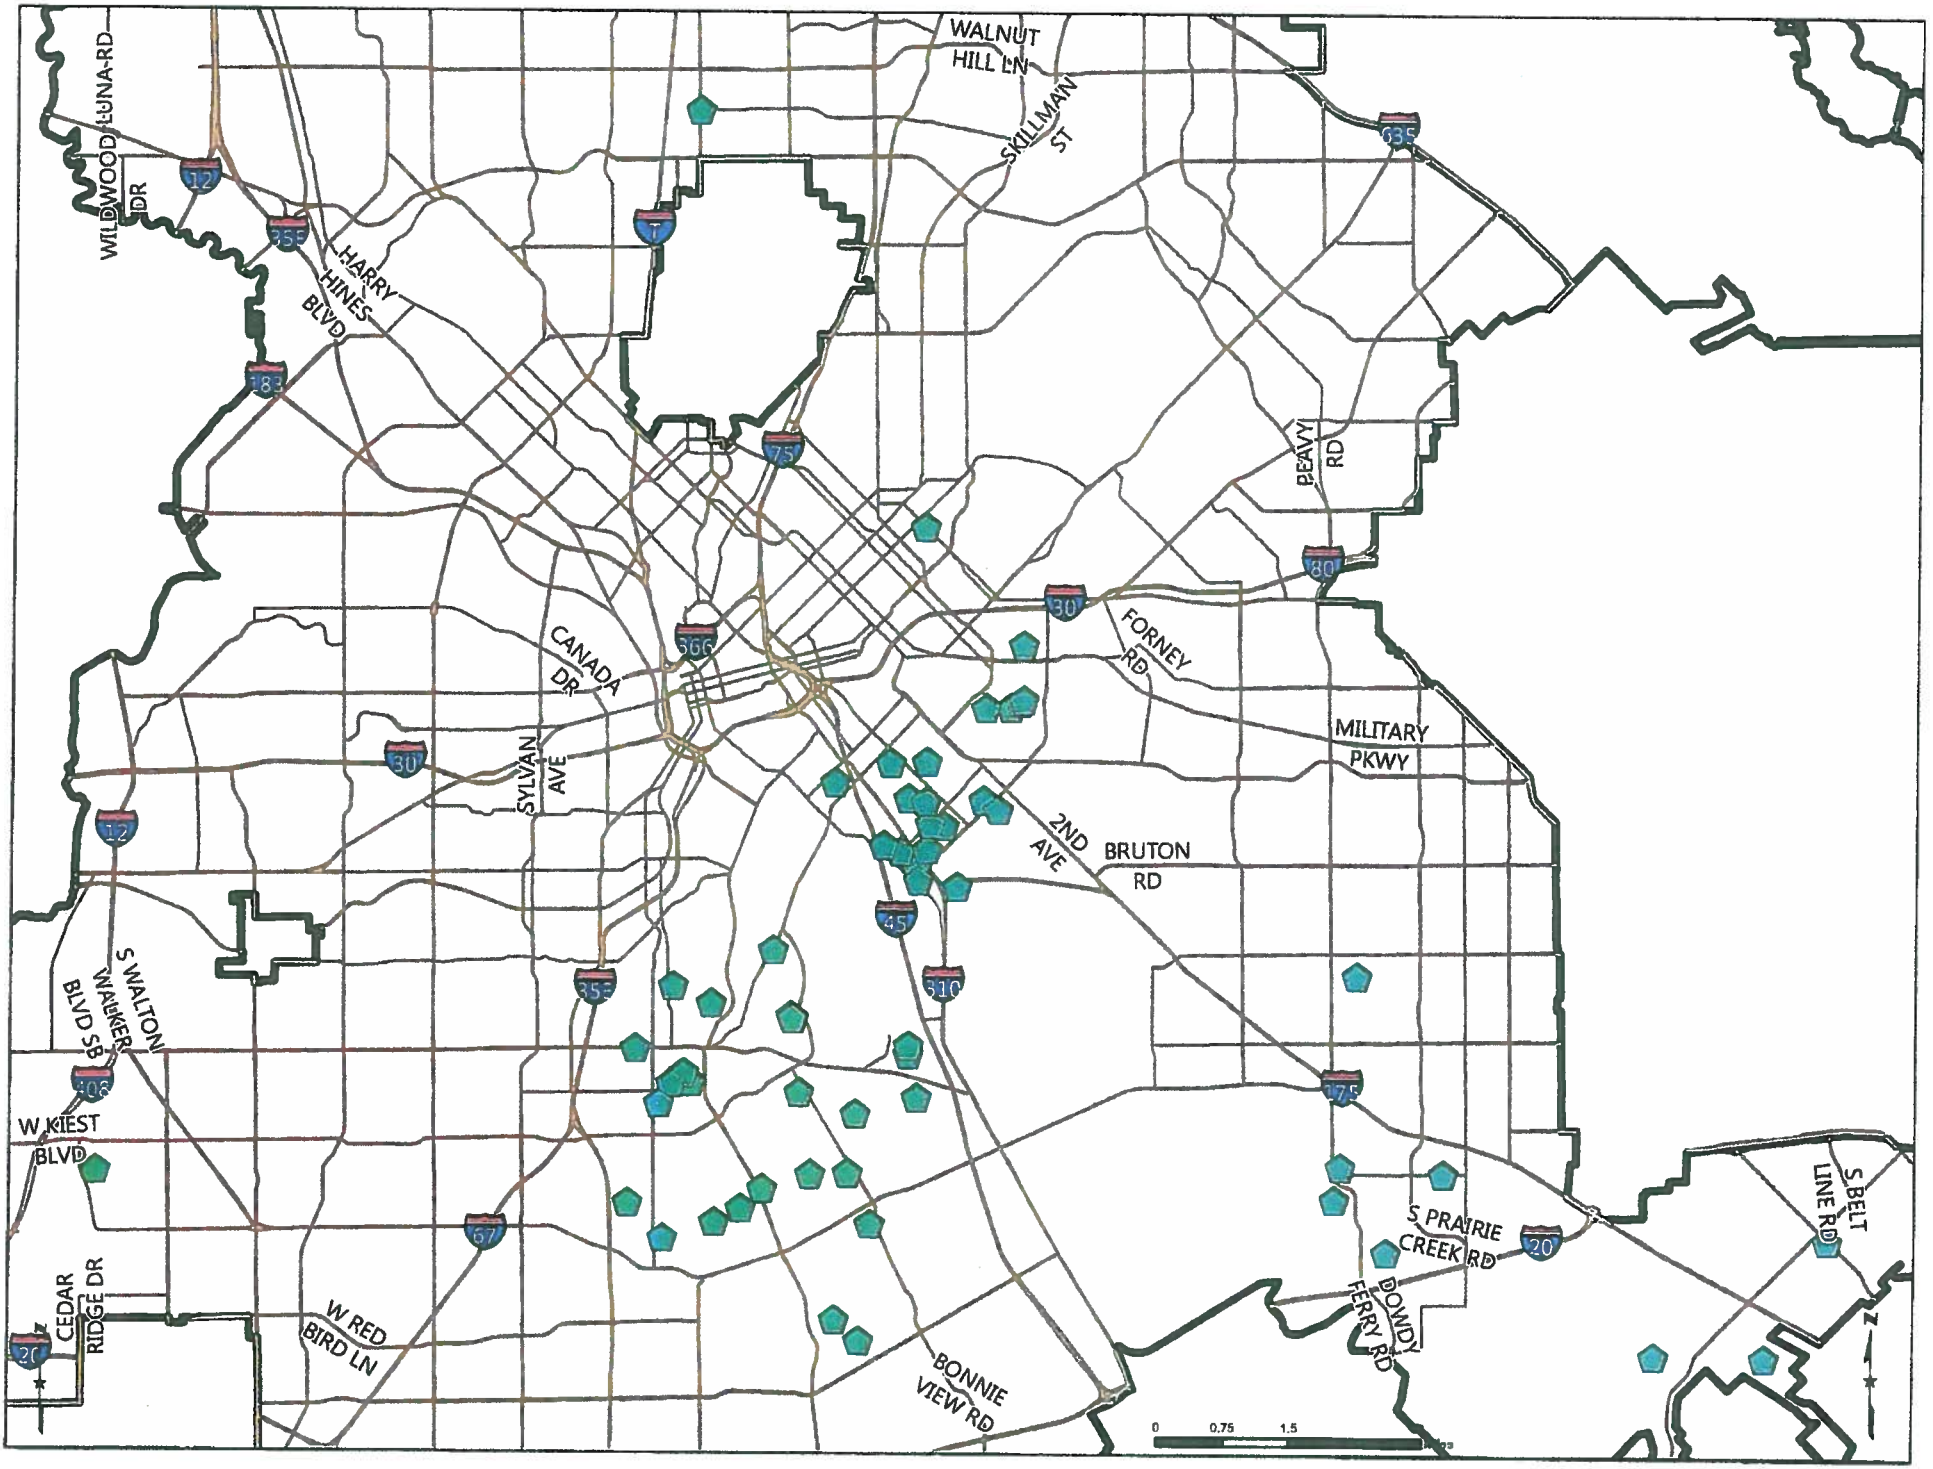 WALNUT
HILL LN
SKILLMAN
ST
WILDWOOD
LUNA RD
DR
635
12
35E
HARRY
HINES
BLVD
183
75
PEAVY
RD
80
30
366
CANADA
DR
FORNEY
RD
MILITARY
PKWY
SYLVAN
AVE
30
12
2ND
AVE
BRUTON
RD
45
310
35E
S WALTON
WALKER
BLVD SB
408
175
W KIEST
BLVD
67
S PRAIRIE
CREEK RD
20
S BELT
LINE RD
DOWDY
FERRY RD
CEDAR
RIDGE DR
20
W RED
BIRD LN
BONNIE
VIEW RD
0 0.75 1.5
N